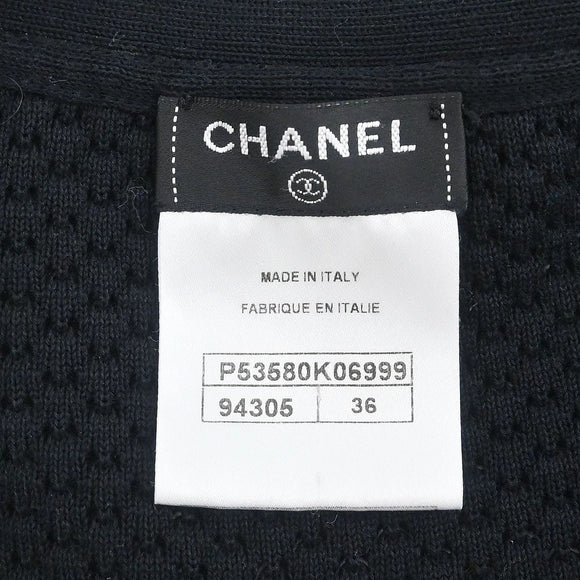 CHANEL
MADE IN ITALY
FABRIQUE EN ITALIE
P53580K06999
94305 36